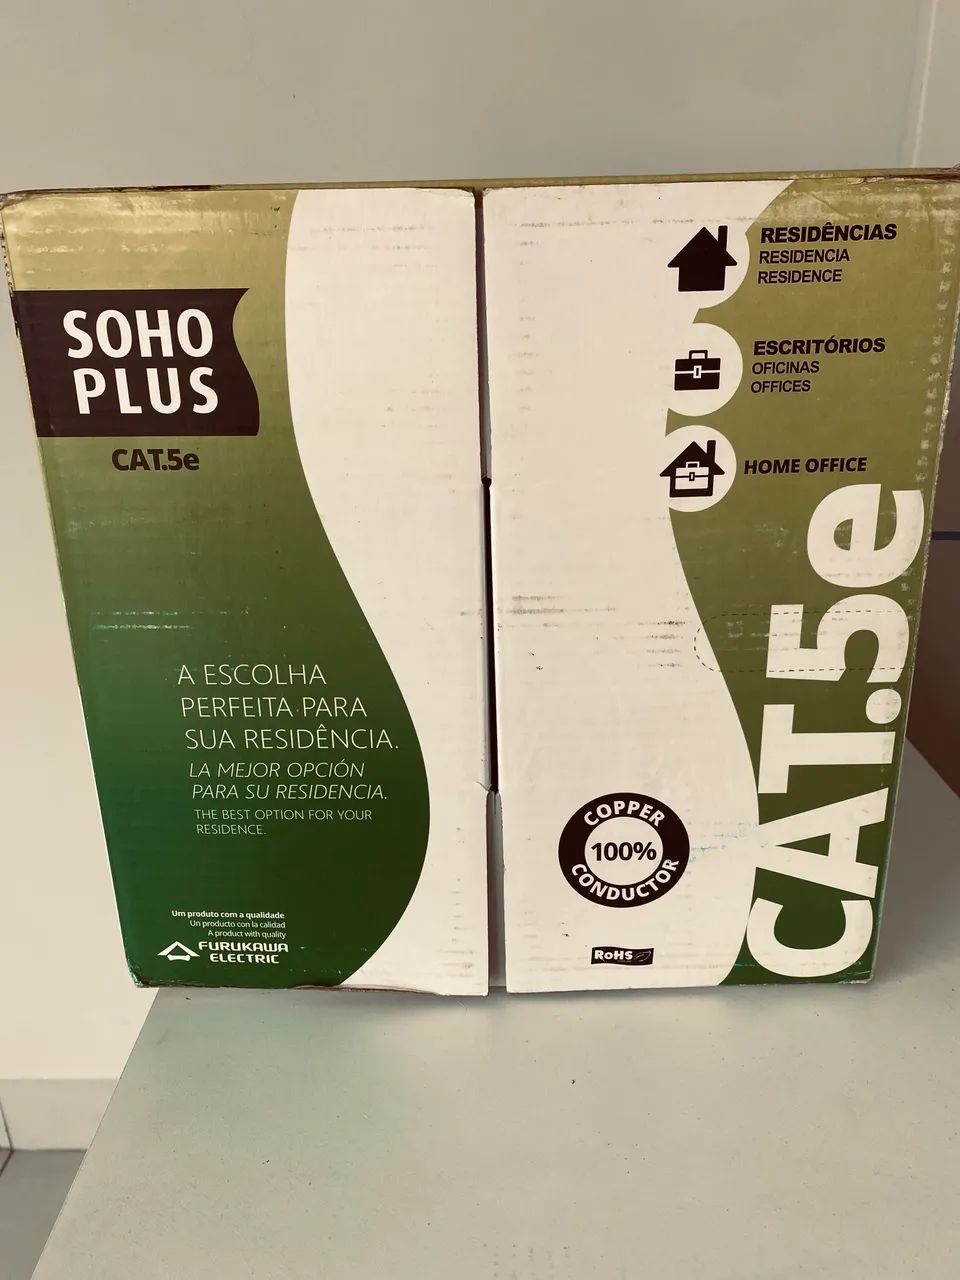 SOHO
PLUS
CAT.5e
A ESCOLHA
PERFEITA PARA
SUA RESIDÊNCIA.
LA MEJOR OPCIÓN
PARA SU RESIDENCIA.
THE BEST OPTION FOR YOUR
RESIDENCE.
Um produto com a qualidade
Un producto con la calidad
A product with quality
FURUKAWA
ELECTRIC
RESIDÊNCIAS
RESIDENCIA
RESIDENCE
ESCRITÓRIOS
OFICINAS
OFFICES
HOME OFFICE
CAT.5e
COPPER
100%
CONDUCTOR
RoHS